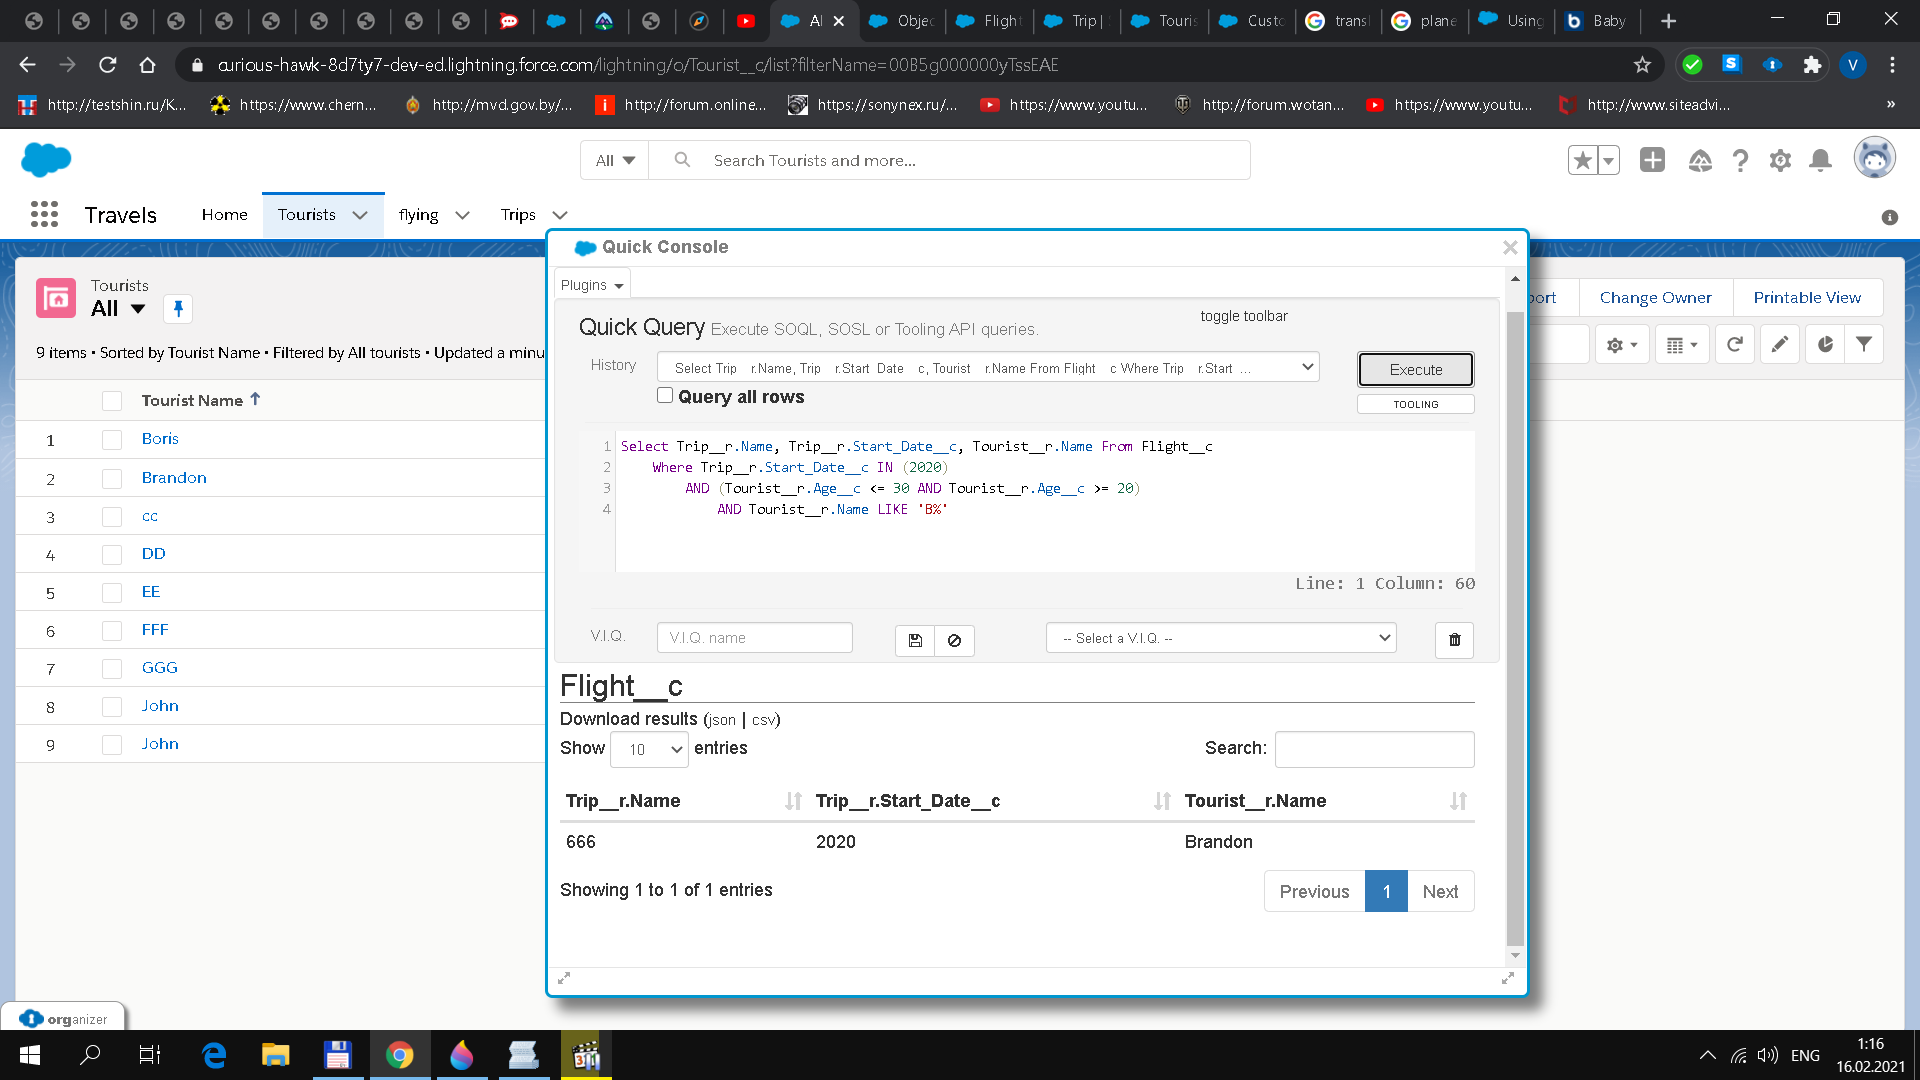 Al
Objec
Flight
Trip |
Touris
Custo
transl
plane
Using
Baby
curious-hawk-8d7ty7-dev-ed.lightning.force.com/lightning/o/Tourist__c/list?filterName=00B5g000000yTssEAE
V
http://testshin.ru/K...
https://www.chern...
http://mvd.gov.by/...
http://forum.online...
https://sonynex.ru/...
https://www.youtu...
http://forum.wotan...
https://www.youtu...
http://www.siteadvi...
»
All
Search Tourists and more...
Travels
Home
Tourists
flying
Trips
Quick Console
Tourists
All
9 items • Sorted by Tourist Name • Filtered by All tourists • Updated a minu
Tourist Name
1 Boris
2 Brandon
3 cc
4 DD
5 EE
6 FFF
7 GGG
8 John
9 John
port
Change Owner
Printable View
Plugins
Quick Query Execute SOQL, SOSL or Tooling API queries.
toggle toolbar
History
Select Trip__r.Name, Trip__r.Start_Date__c, Tourist__r.Name From Flight__c Where Trip__r.Start_...
Execute
Query all rows
TOOLING
1 Select Trip__r.Name, Trip__r.Start_Date__c, Tourist__r.Name From Flight__c
2 Where Trip__r.Start_Date__c IN (2020)
3 AND (Tourist__r.Age__c <= 30 AND Tourist__r.Age__c >= 20)
4 AND Tourist__r.Name LIKE 'B%'
Line: 1 Column: 60
V.I.Q.
V.I.Q. name
-- Select a V.I.Q. --
Flight__c
Download results (json | csv)
Show 10 entries
Search:
Trip__r.Name
Trip__r.Start_Date__c
Tourist__r.Name
666
2020
Brandon
Showing 1 to 1 of 1 entries
Previous
1
Next
organizer
ENG
1:16
16.02.2021